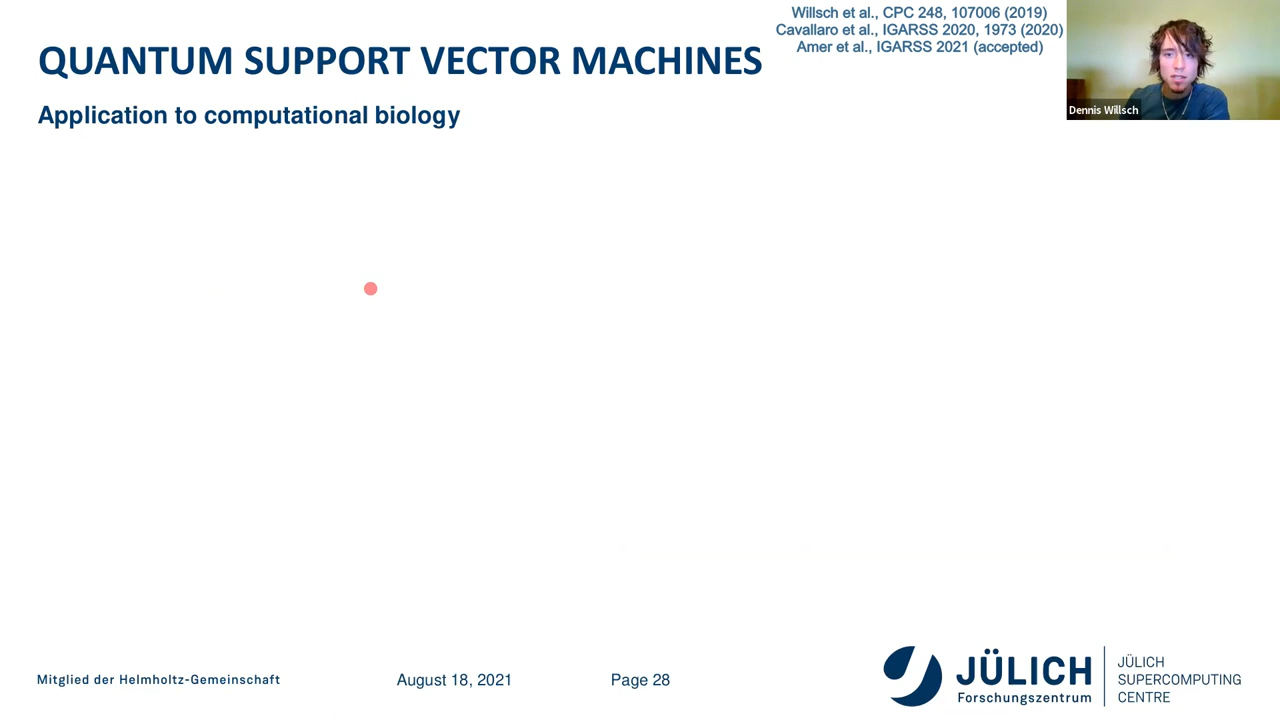 Willsch et al., CPC 248, 107006 (2019)
Cavallaro et al., IGARSS 2020, 1973 (2020)
Amer et al., IGARSS 2021 (accepted)
QUANTUM SUPPORT VECTOR MACHINES
Application to computational biology
Dennis Willsch
Mitglied der Helmholtz-Gemeinschaft
August 18, 2021
Page 28
JÜLICH
Forschungszentrum
JÜLICH
SUPERCOMPUTING
CENTRE